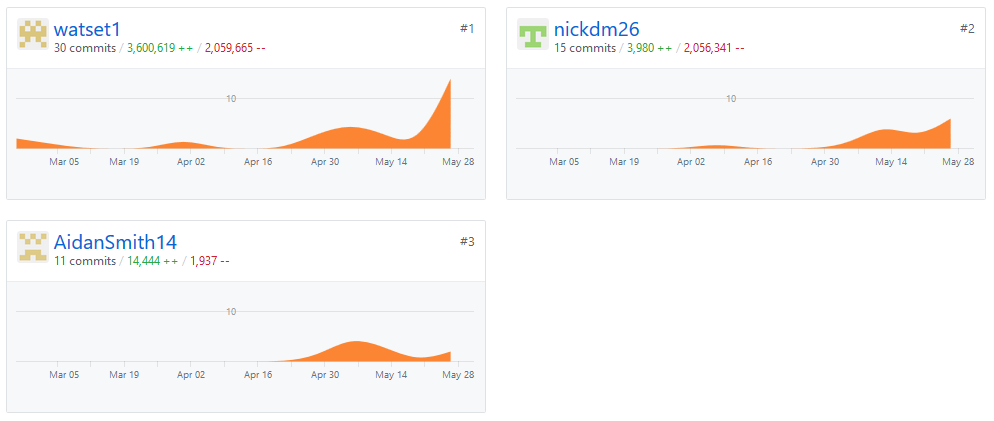 watset1 #1
30 commits / 3,600,619 ++ / 2,059,665 --
10
Mar 05 Mar 19 Apr 02 Apr 16 Apr 30 May 14 May 28
nickdm26 #2
15 commits / 3,980 ++ / 2,056,341 --
10
Mar 05 Mar 19 Apr 02 Apr 16 Apr 30 May 14 May 28
AidanSmith14 #3
11 commits / 14,444 ++ / 1,937 --
10
Mar 05 Mar 19 Apr 02 Apr 16 Apr 30 May 14 May 28